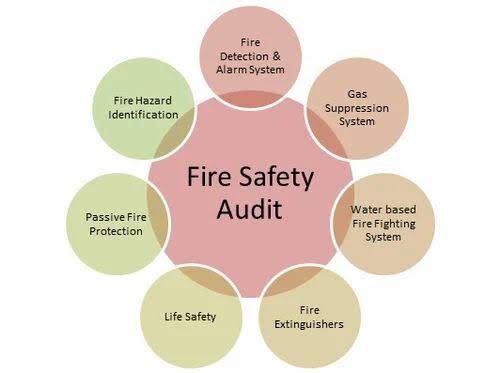 Fire
Detection &
Alarm System
Gas
Suppression
System
Water based
Fire Fighting
System
Fire
Extinguishers
Life Safety
Passive Fire
Protection
Fire Hazard
Identification
Fire Safety
Audit